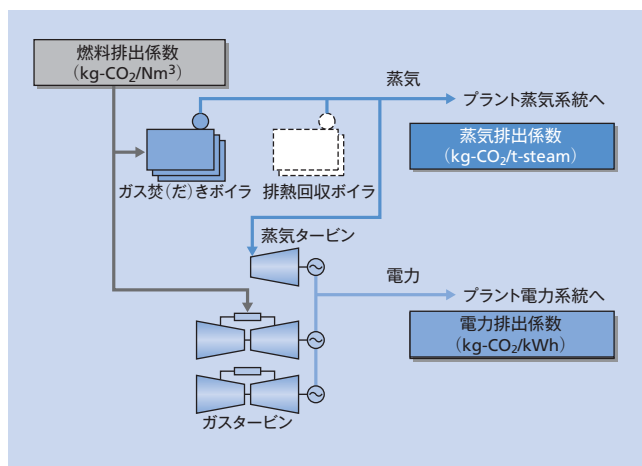 燃料排出係数
(kg-CO₂/Nm³)
蒸気
プラント蒸気系統へ
蒸気排出係数
(kg-CO₂/t-steam)
ガス焚(だ)きボイラ
排熱回収ボイラ
蒸気タービン
電力
プラント電力系統へ
電力排出係数
(kg-CO₂/kWh)
ガスタービン